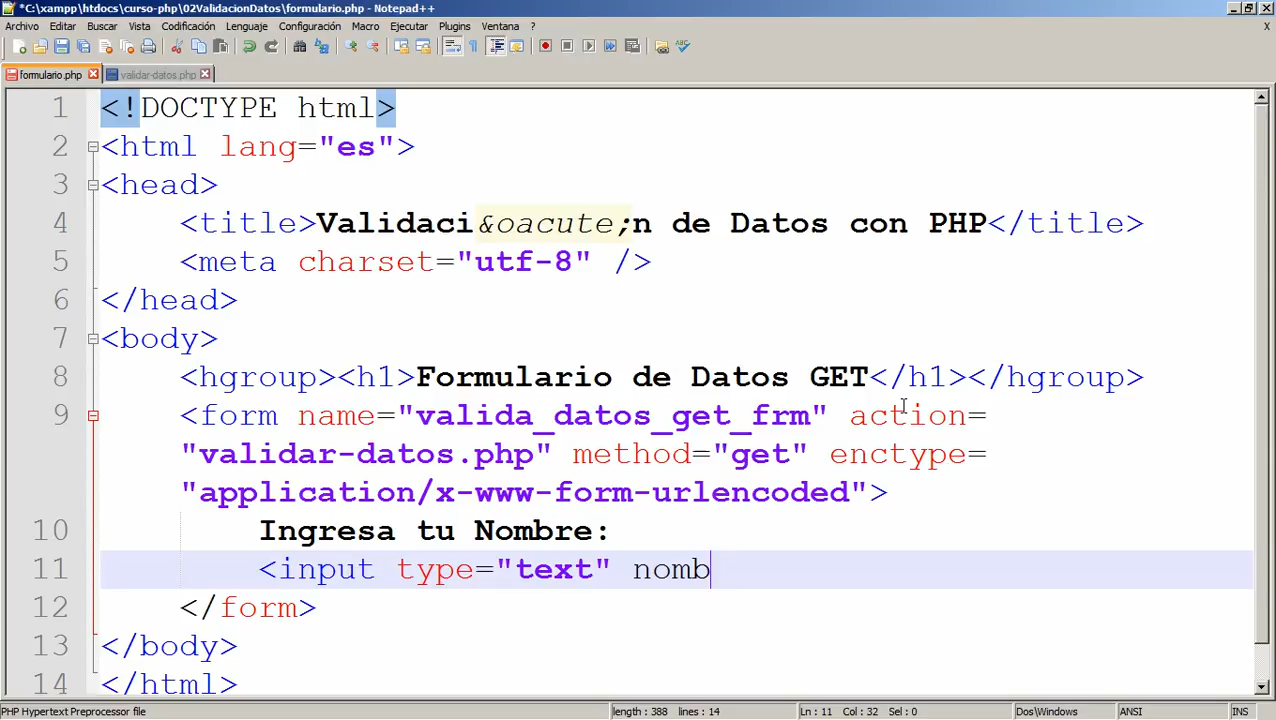 *C:\xampp\htdocs\curso-php\02ValidacionDatos\formulario.php - Notepad++
Archivo Editar Buscar Vista Codificación Lenguaje Configuración Macro Ejecutar Plugins Ventana ? X
formulario.php validar-datos.php
1 <!DOCTYPE html>
2 <html lang="es">
3 <head>
4 <title>Validaci&oacute;n de Datos con PHP</title>
5 <meta charset="utf-8" />
6 </head>
7 <body>
8 <hgroup><h1>Formulario de Datos GET</h1></hgroup>
9 <form name="valida_datos_get_frm" action=
"validar-datos.php" method="get" enctype=
"application/x-www-form-urlencoded">
10 Ingresa tu Nombre:
11 <input type="text" nomb
12 </form>
13 </body>
14 </html>
PHP Hypertext Preprocessor file length : 388 lines : 14 Ln : 11 Col : 32 Sel : 0 Dos\Windows ANSI INS